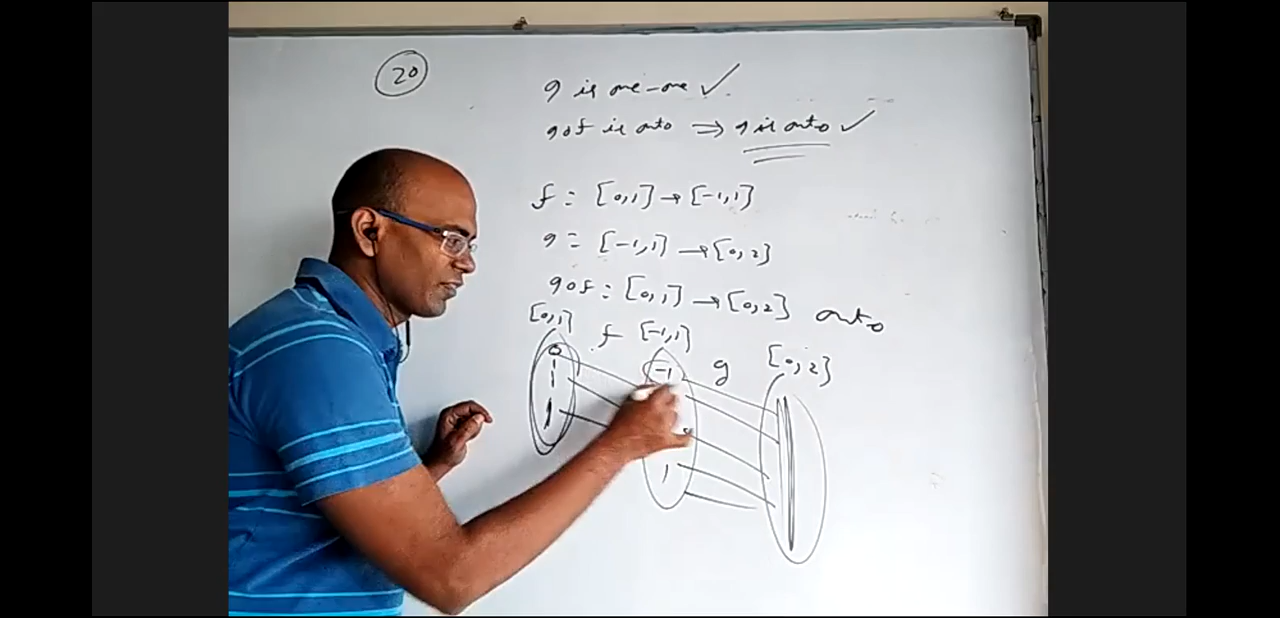 20
g is one-one ✓.
gof is onto ⇒ g is onto ✓
f = [0,1] → [-1,1]
g = [-1,1] → [0,2]
gof : [0,1] → [0,2] onto
[0,1] f [-1,1] g [0,2]
0 -1
1 1